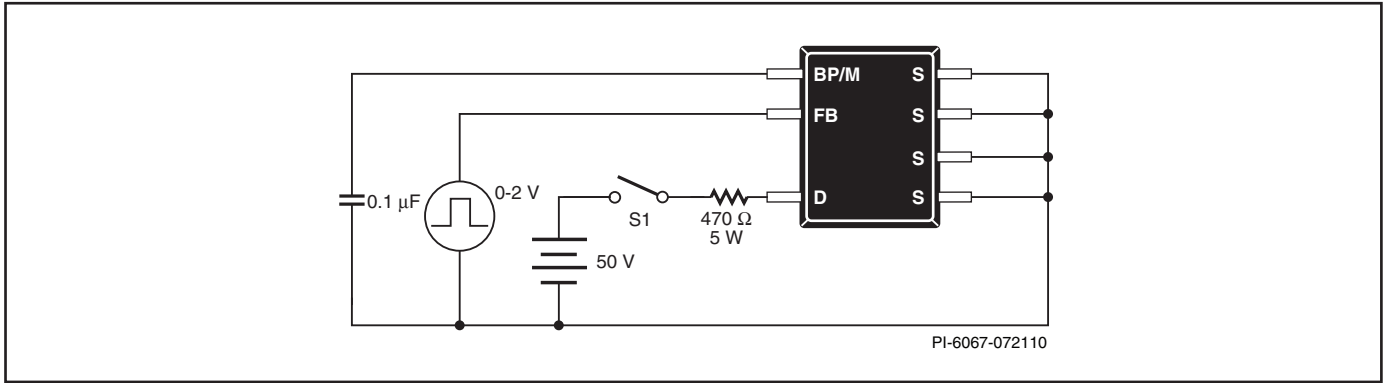 BP/M S
FB S
S
D S
0.1 µF
0-2 V
S1
470 Ω
5 W
50 V
PI-6067-072110